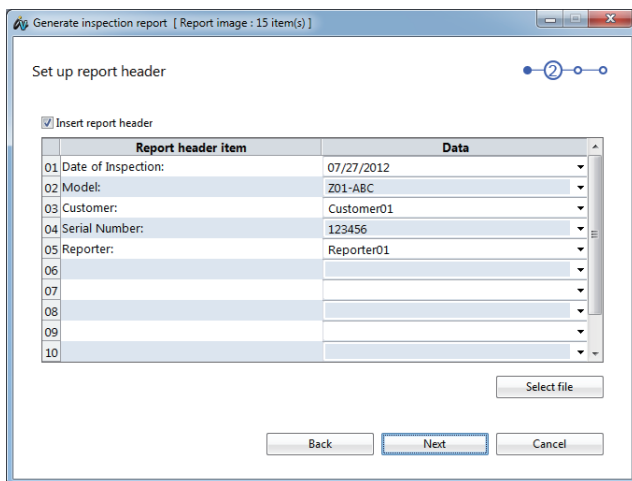 Generate inspection report [ Report image : 15 item(s) ]
Set up report header
2
Insert report header
Report header item Data
01 Date of Inspection: 07/27/2012
02 Model: Z01-ABC
03 Customer: Customer01
04 Serial Number: 123456
05 Reporter: Reporter01
06
07
08
09
10
Select file
Back Next Cancel